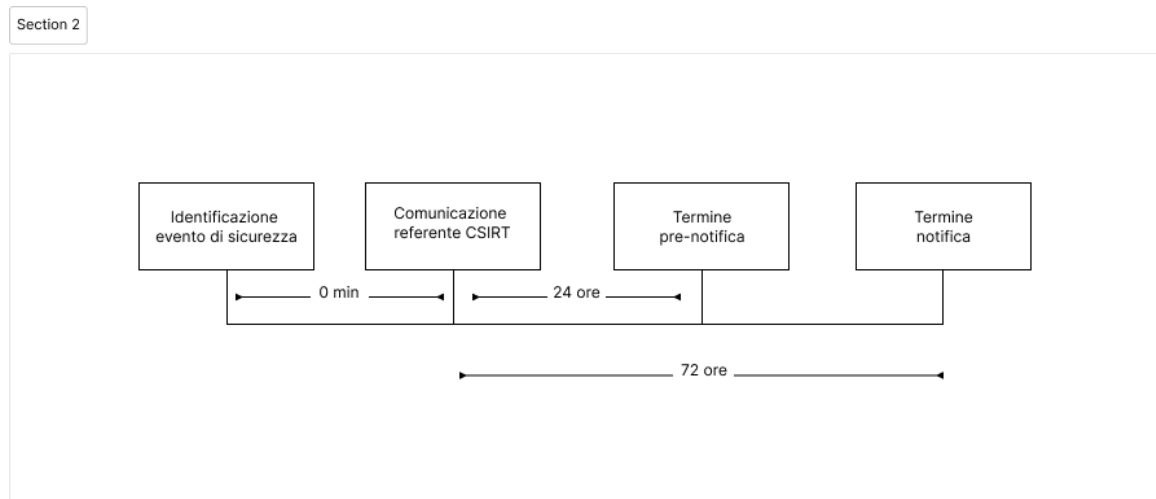 Section 2
Identificazione
evento di sicurezza
Comunicazione
referente CSIRT
Termine
pre-notifica
Termine
notifica
0 min
24 ore
72 ore